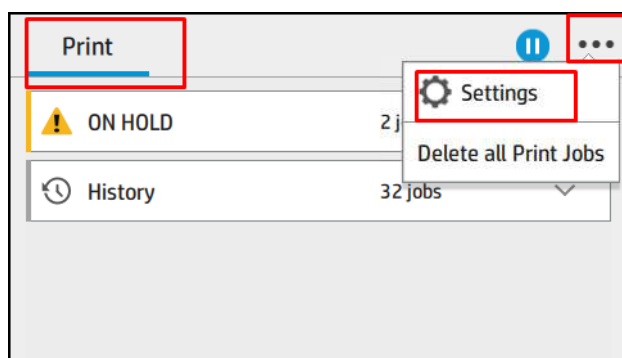 Print
Settings
ON HOLD 2 j
Delete all Print Jobs
History 32 jobs